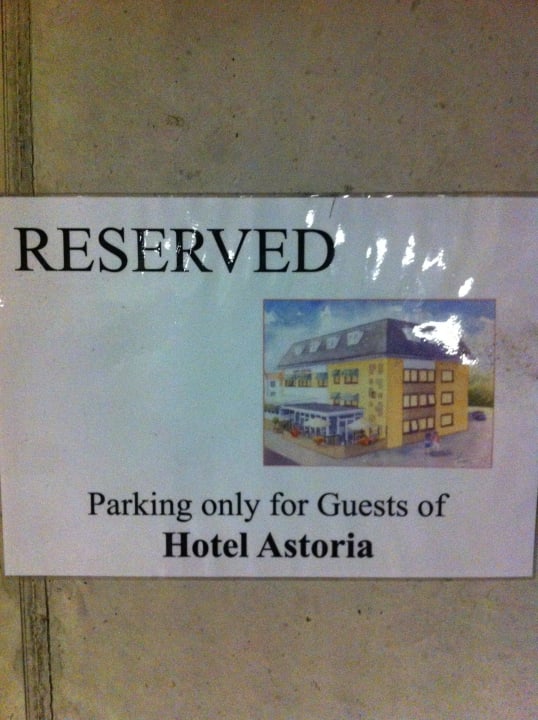 RESERVED
Parking only for Guests of
Hotel Astoria